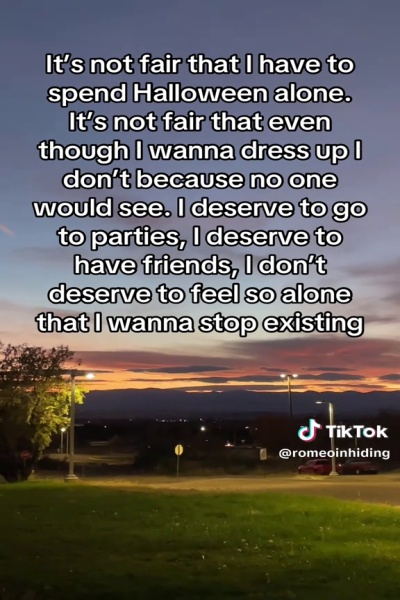 It's not fair that I have to
spend Halloween alone.
It's not fair that even
though I wanna dress up I
don't because no one
would see. I deserve to go
to parties, I deserve to
have friends, I don't
deserve to feel so alone
that I wanna stop existing
TikTok
@romeoinhiding